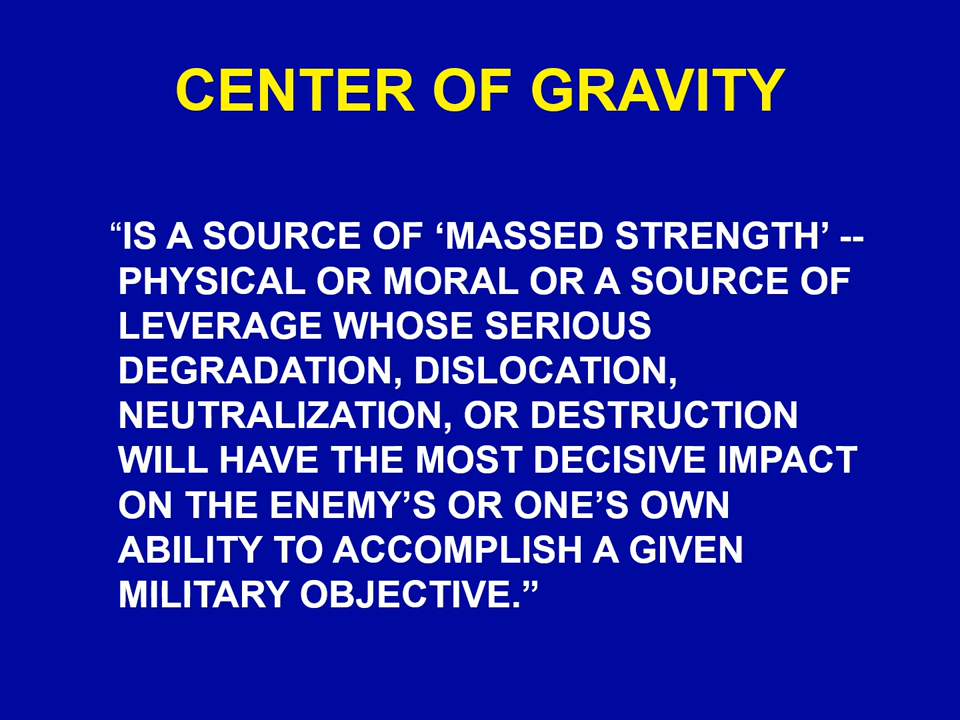 CENTER OF GRAVITY
“IS A SOURCE OF ‘MASSED STRENGTH’ --
PHYSICAL OR MORAL OR A SOURCE OF
LEVERAGE WHOSE SERIOUS
DEGRADATION, DISLOCATION,
NEUTRALIZATION, OR DESTRUCTION
WILL HAVE THE MOST DECISIVE IMPACT
ON THE ENEMY’S OR ONE’S OWN
ABILITY TO ACCOMPLISH A GIVEN
MILITARY OBJECTIVE.”